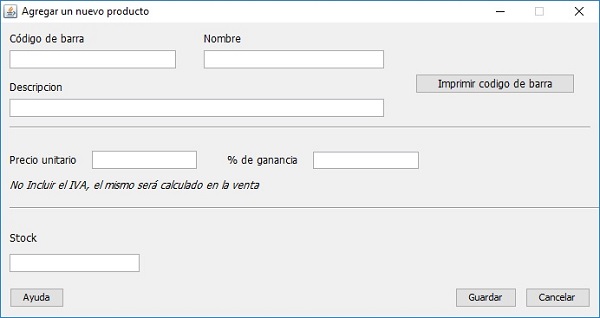 Agregar un nuevo producto
Código de barra Nombre
Imprimir codigo de barra
Descripcion
Precio unitario % de ganancia
No Incluir el IVA, el mismo será calculado en la venta
Stock
Ayuda Guardar Cancelar